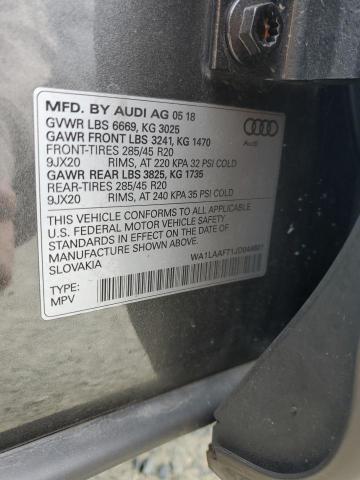 MFD. BY AUDI AG 05 18
GVWR LBS 6669, KG 3025
GAWR FRONT LBS 3241, KG 1470
FRONT-TIRES 285/45 R20
9JX20 RIMS, AT 220 KPA 32 PSI COLD
GAWR REAR LBS 3825, KG 1735
REAR-TIRES 285/45 R20
9JX20 RIMS, AT 240 KPA 35 PSI COLD
Audi
THIS VEHICLE CONFORMS TO ALL APPLICABLE
U.S. FEDERAL MOTOR VEHICLE SAFETY
STANDARDS IN EFFECT ON THE DATE OF
MANUFACTURE SHOWN ABOVE.
SLOVAKIA
TYPE:
MPV